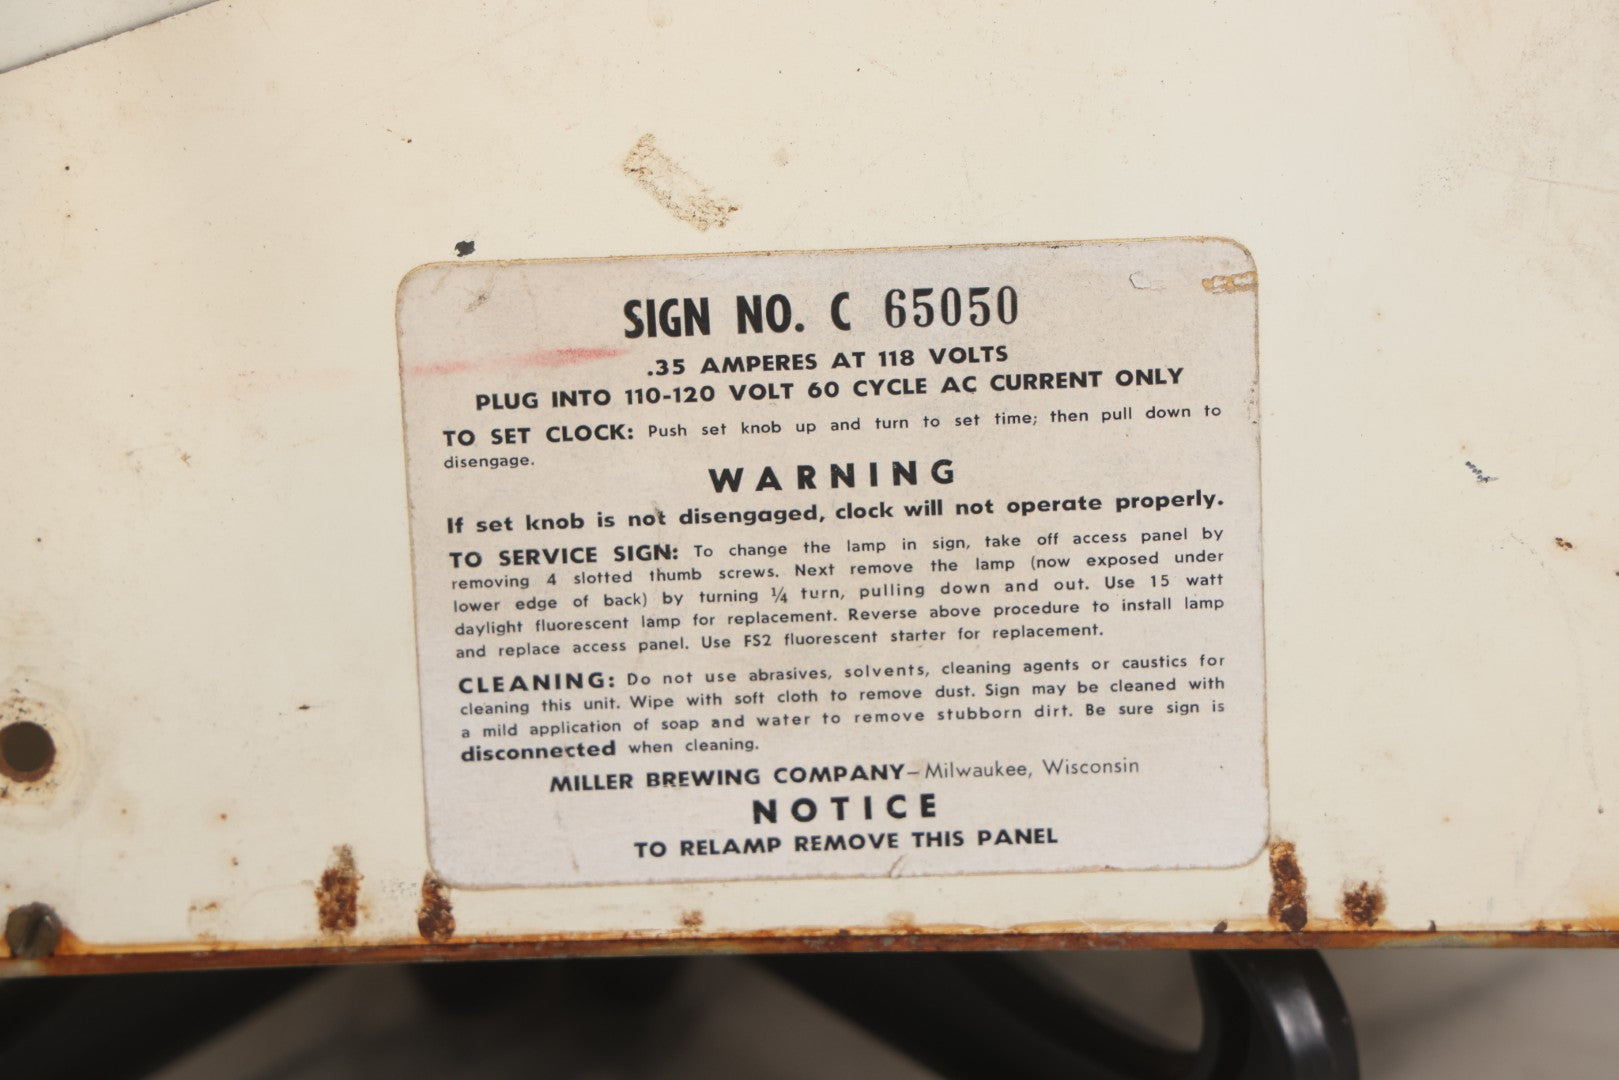 SIGN NO. C 65050
.35 AMPERES AT 118 VOLTS
PLUG INTO 110-120 VOLT 60 CYCLE AC CURRENT ONLY
TO SET CLOCK: Push set knob up and turn to set time; then pull down to
disengage.
WARNING
If set knob is not disengaged, clock will not operate properly.
TO SERVICE SIGN: To change the lamp in sign, take off access panel by
removing 4 slotted thumb screws. Next remove the lamp (now exposed under
lower edge of back) by turning ¼ turn, pulling down and out. Use 15 watt
daylight fluorescent lamp for replacement. Reverse above procedure to install lamp
and replace access panel. Use FS2 fluorescent starter for replacement.
CLEANING: Do not use abrasives, solvents, cleaning agents or caustics for
cleaning this unit. Wipe with soft cloth to remove dust. Sign may be cleaned with
a mild application of soap and water to remove stubborn dirt. Be sure sign is
disconnected when cleaning.
MILLER BREWING COMPANY–Milwaukee, Wisconsin
NOTICE
TO RELAMP REMOVE THIS PANEL